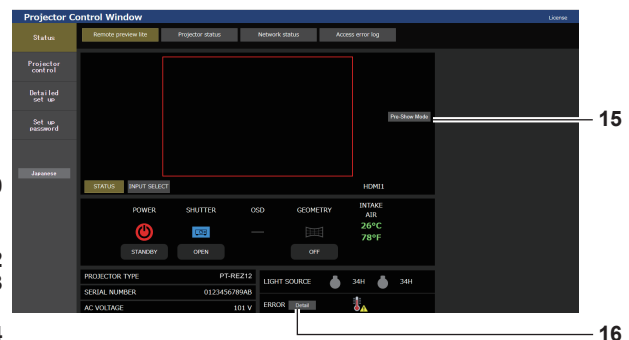 Projector Control Window
License
Status
Remote preview lite
Projector status
Network status
Access error log
Projector
control
Detailed
set up
Set up
password
Japanese
Pre-Show Mode
15
STATUS
INPUT SELECT
HDMI1
POWER
SHUTTER
OSD
GEOMETRY
INTAKE
AIR
26°C
78°F
STANDBY
OPEN
OFF
PROJECTOR TYPE
PT-REZ12
SERIAL NUMBER
0123456789AB
AC VOLTAGE
101 V
LIGHT SOURCE
34H
34H
ERROR
Detail
16